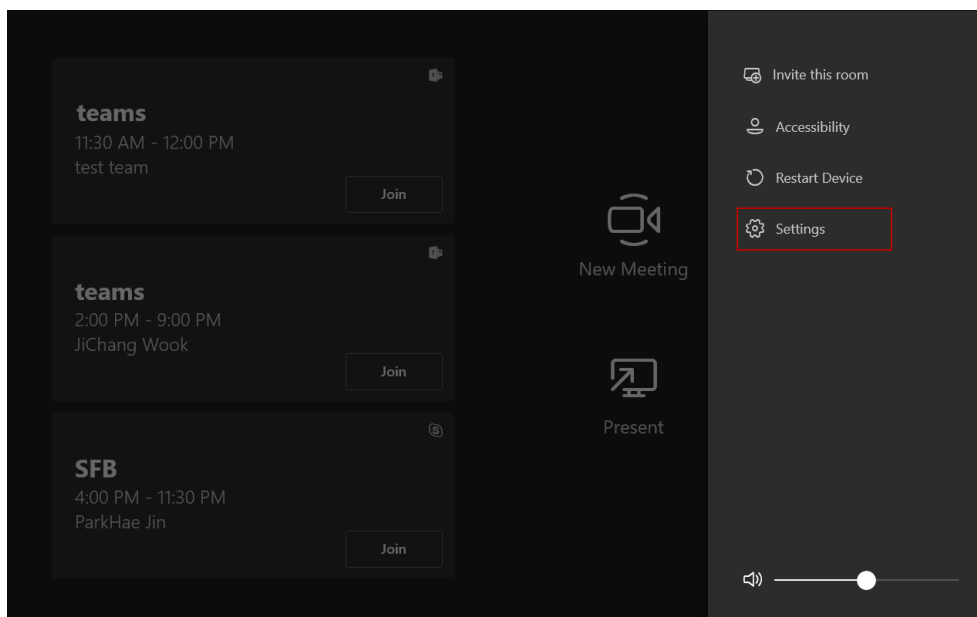 teams
11:30 AM - 12:00 PM
test team
Join
teams
2:00 PM - 9:00 PM
JiChang Wook
Join
SFB
4:00 PM - 11:30 PM
ParkHae Jin
Join
New Meeting
Present
Invite this room
Accessibility
Restart Device
Settings